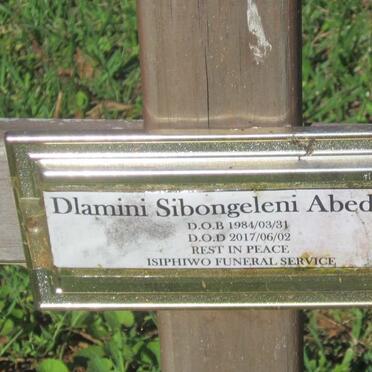 Dlamini Sibongeleni Abed
D.O.B 1984/03/31
D.O.D 2017/06/02
REST IN PEACE
ISIPHIWO FUNERAL SERVICE